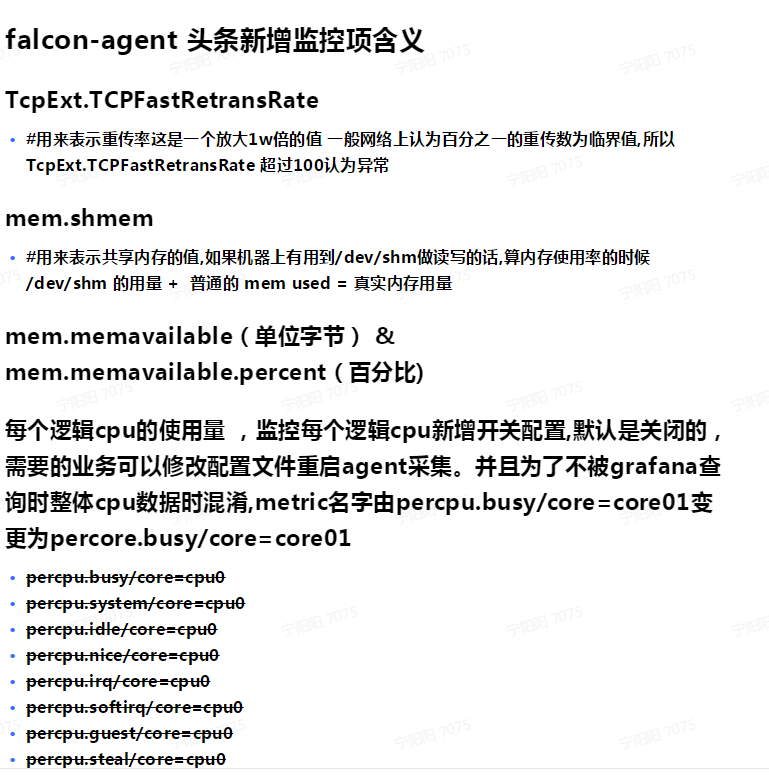 falcon-agent 头条新增监控项含义
TcpExt.TCPFastRetransRate
#用来表示重传率这是一个放大1w倍的值 一般网络上认为百分之一的重传数为临界值,所以
TcpExt.TCPFastRetransRate 超过100认为异常
mem.shmem
#用来表示共享内存的值,如果机器上有用到/dev/shm做读写的话,算内存使用率的时候
/dev/shm 的用量 + 普通的 mem used = 真实内存用量
mem.memavailable（单位字节） &
mem.memavailable.percent（百分比)
每个逻辑cpu的使用量 ，监控每个逻辑cpu新增开关配置,默认是关闭的，
需要的业务可以修改配置文件重启agent采集。并且为了不被grafana查
询时整体cpu数据时混淆,metric名字由percpu.busy/core=core01变
更为percore.busy/core=core01
percpu.busy/core=cpu0
percpu.system/core=cpu0
percpu.idle/core=cpu0
percpu.nice/core=cpu0
percpu.irq/core=cpu0
percpu.softirq/core=cpu0
percpu.guest/core=cpu0
percpu.steal/core=cpu0